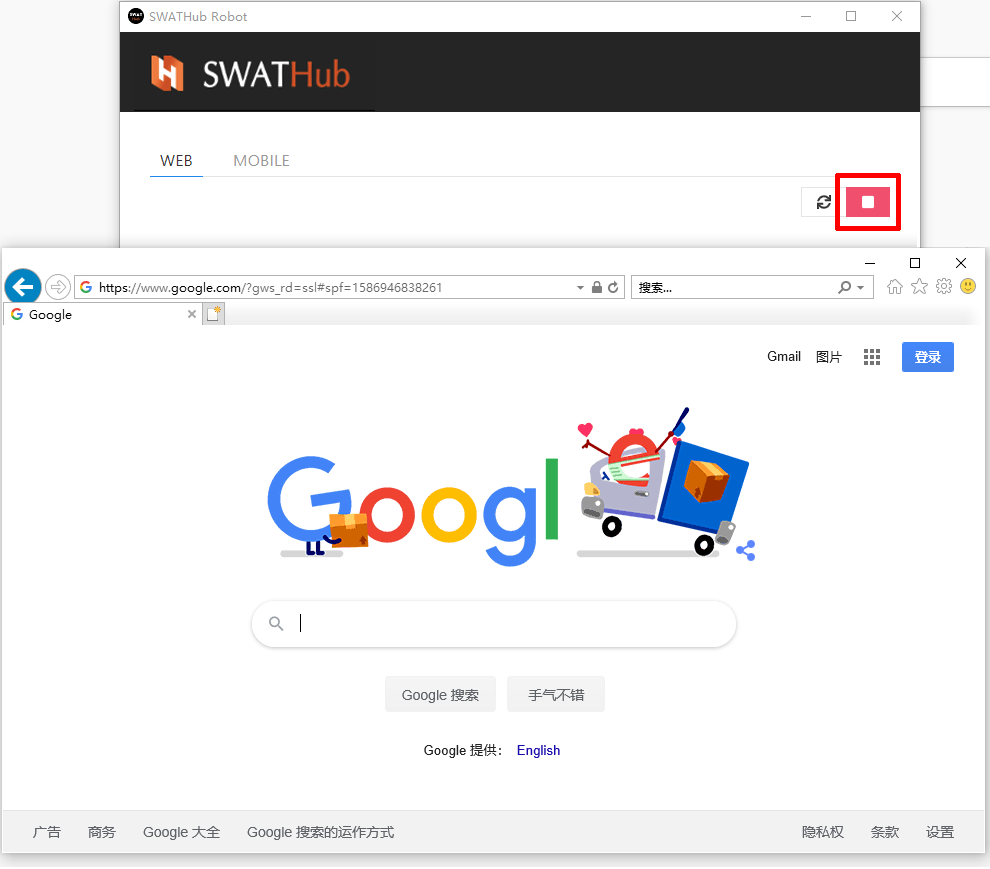 SWATHub Robot
SWATHub
WEB MOBILE
https://www.google.com/?gws_rd=ssl#spf=1586946838261 搜索...
Google
Gmail 图片 登录
Google
Google 搜索 手气不错
Google 提供： English
广告 商务 Google 大全 Google 搜索的运作方式 隐私权 条款 设置